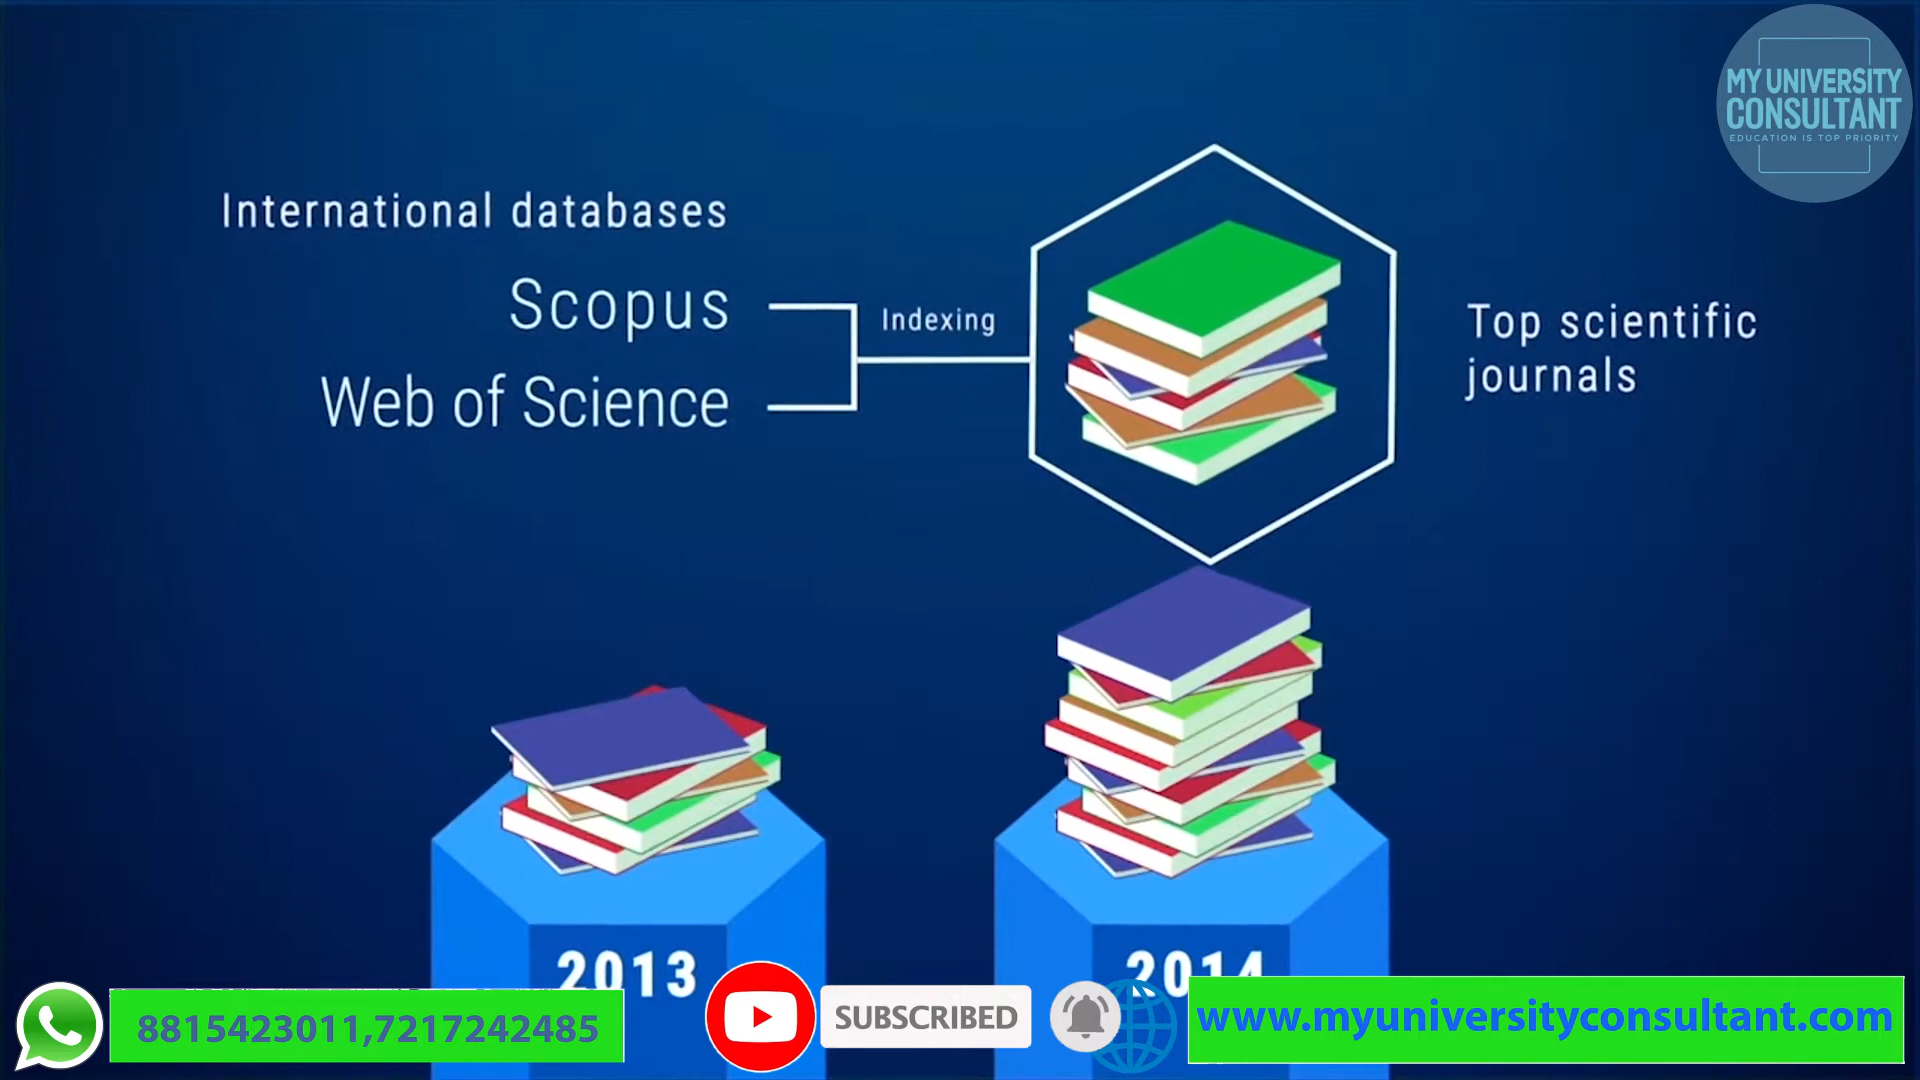 MY UNIVERSITY
CONSULTANT
EDUCATION IS TOP PRIORITY
International databases
Scopus
Web of Science
Indexing
Top scientific
journals
2013
2014
8815423011,7217242485
SUBSCRIBED
www.myuniversityconsultant.com